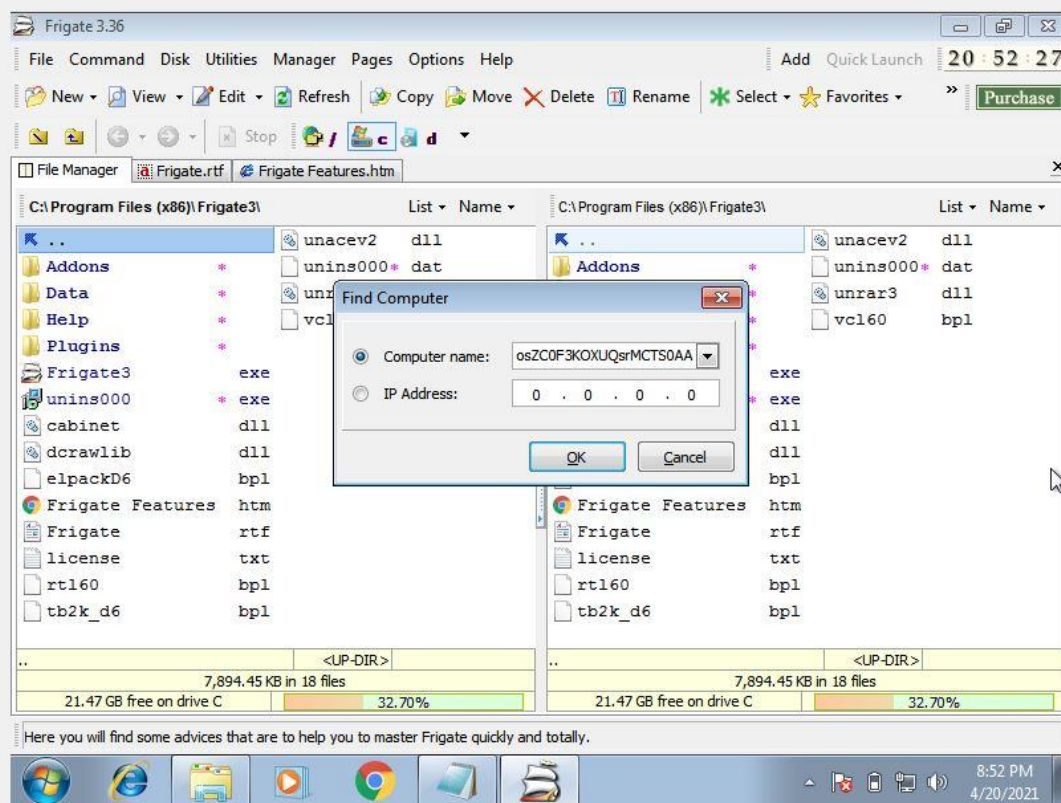 Frigate 3.36
File Command Disk Utilities Manager Pages Options Help Add Quick Launch 20:52:27
New View Edit Refresh Copy Move Delete Rename Select Favorites » Purchase
Stop / c d
File Manager Frigate.rtf Frigate Features.htm
C:\Program Files (x86)\Frigate3\ List Name C:\Program Files (x86)\Frigate3\ List Name
.. unacev2 dll .. unacev2 dll
Addons * unins000* dat Addons * unins000* dat
Data * unr Find Computer unrar3 dll
Help * vcl * vcl60 bpl
Plugins * Computer name: osZC0F3KOXUQsrMCTS0AA *
Frigate3 exe exe
IP Address: 0 . 0 . 0 . 0
unins000 * exe * exe
cabinet dll dll
dcrawlib dll OK Cancel dll
elpackD6 bpl bpl
Frigate Features htm Frigate Features htm
Frigate rtf Frigate rtf
license txt license txt
rtl60 bpl rtl60 bpl
tb2k_d6 bpl tb2k_d6 bpl
.. <UP-DIR> .. <UP-DIR>
7,894.45 KB in 18 files 7,894.45 KB in 18 files
21.47 GB free on drive C 32.70% 21.47 GB free on drive C 32.70%
Here you will find some advices that are to help you to master Frigate quickly and totally.
8:52 PM
4/20/2021